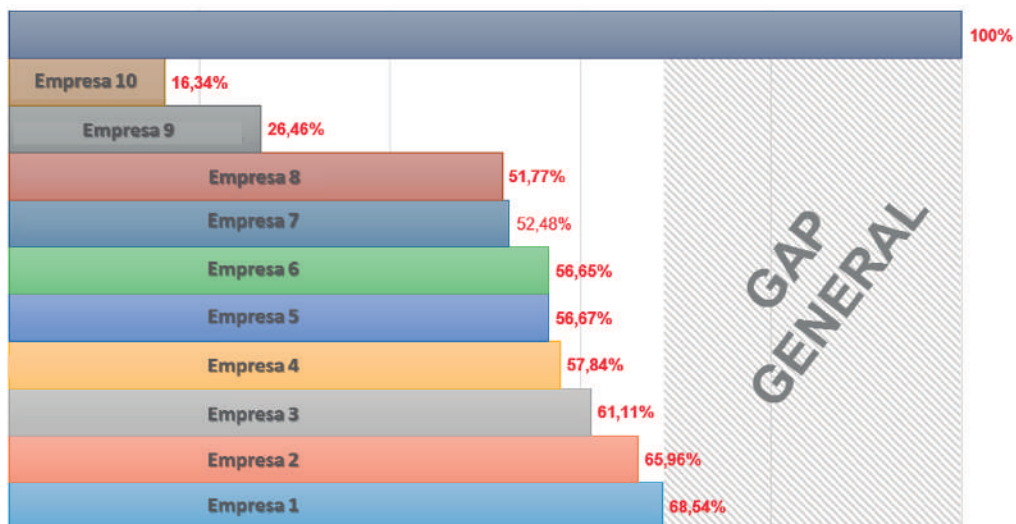 100%
Empresa 10 16,34%
Empresa 9 26,46%
Empresa 8 51,77%
Empresa 7 52,48%
Empresa 6 56,65%
Empresa 5 56,67%
Empresa 4 57,84%
Empresa 3 61,11%
Empresa 2 65,96%
Empresa 1 68,54%
GAP
GENERAL